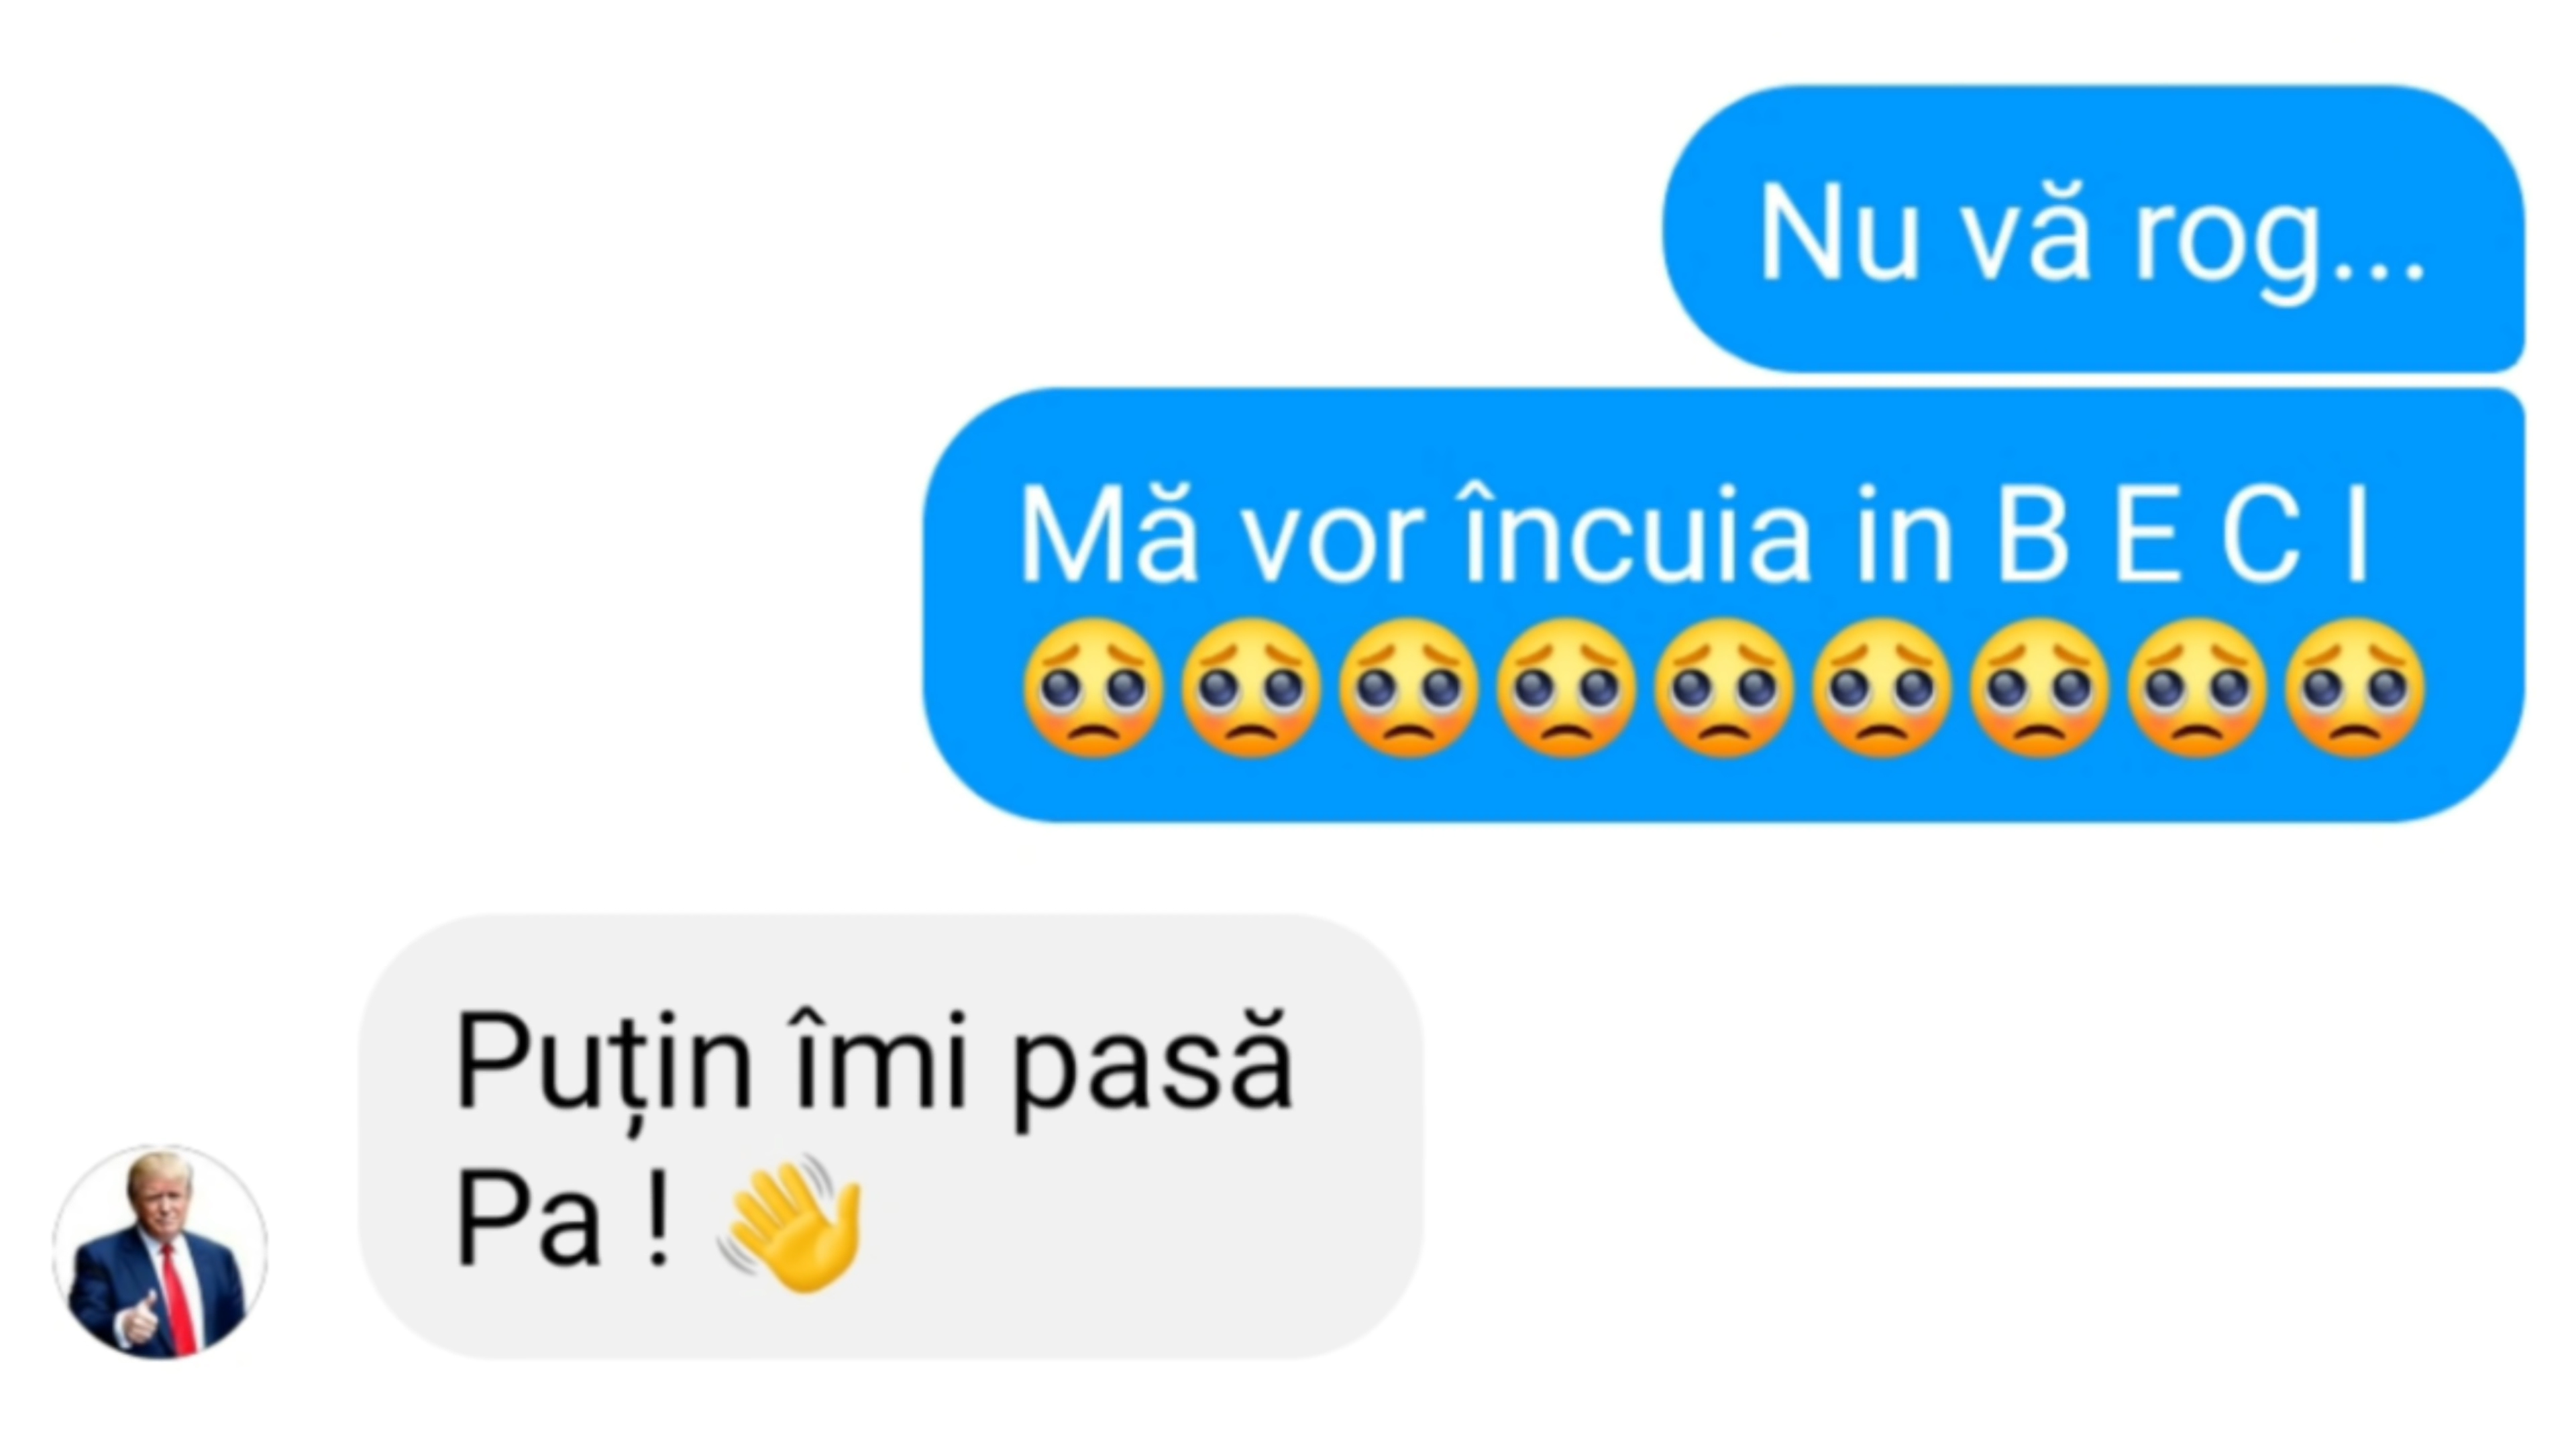 Nu vă rog...
Mă vor încuia in B E C I
🥺🥺🥺🥺🥺🥺🥺🥺🥺
Puțin îmi pasă
Pa ! 👋